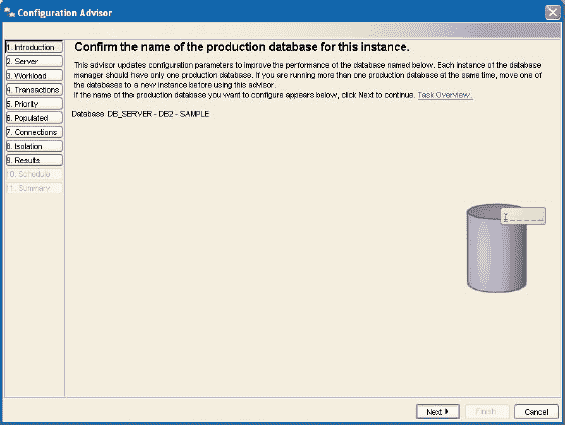 Configuration Advisor
1. Introduction
2. Server
3. Workload
4. Transactions
5. Priority
6. Populated
7. Connections
8. Isolation
9. Results
10. Schedule
11. Summary
Confirm the name of the production database for this instance.
This advisor updates configuration parameters to improve the performance of the database named below. Each instance of the database
manager should have only one production database. If you are running more than one production database at the same time, move one of
the databases to a new instance before using this advisor.
If the name of the production database you want to configure appears below, click Next to continue. Task Overview.
Database: DB_SERVER - DB2 - SAMPLE
Next
Finish
Cancel